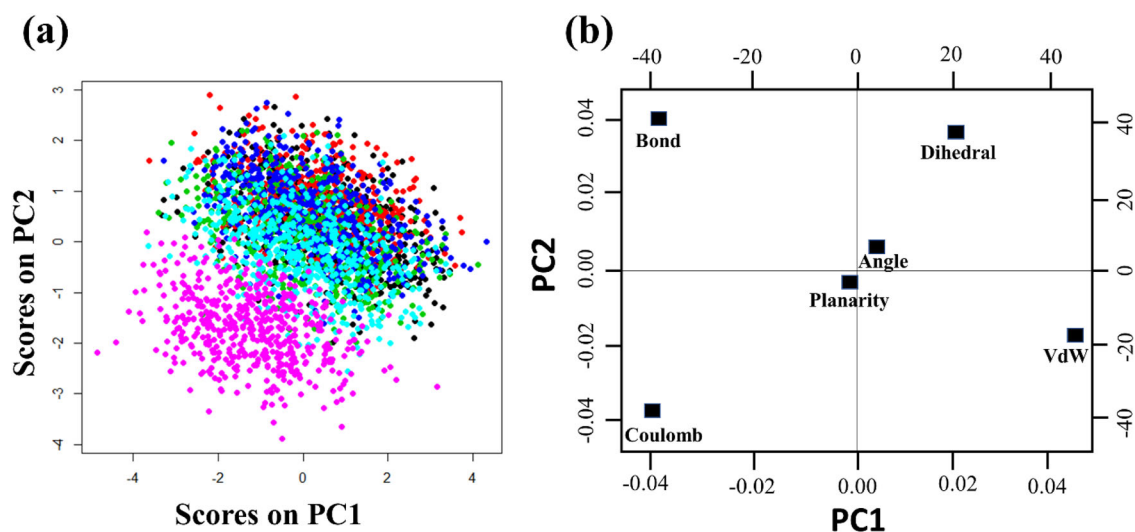 (a)
3
2
1
0
-1
-2
-3
-4
Scores on PC2
-4
-2
0
2
4
Scores on PC1
(b)
-40
-20
0
20
40
0.04
0.02
0.00
-0.02
-0.04
PC2
Bond
Dihedral
Angle
Planarity
VdW
Coulomb
40
20
0
-20
-40
-0.04
-0.02
0.00
0.02
0.04
PC1